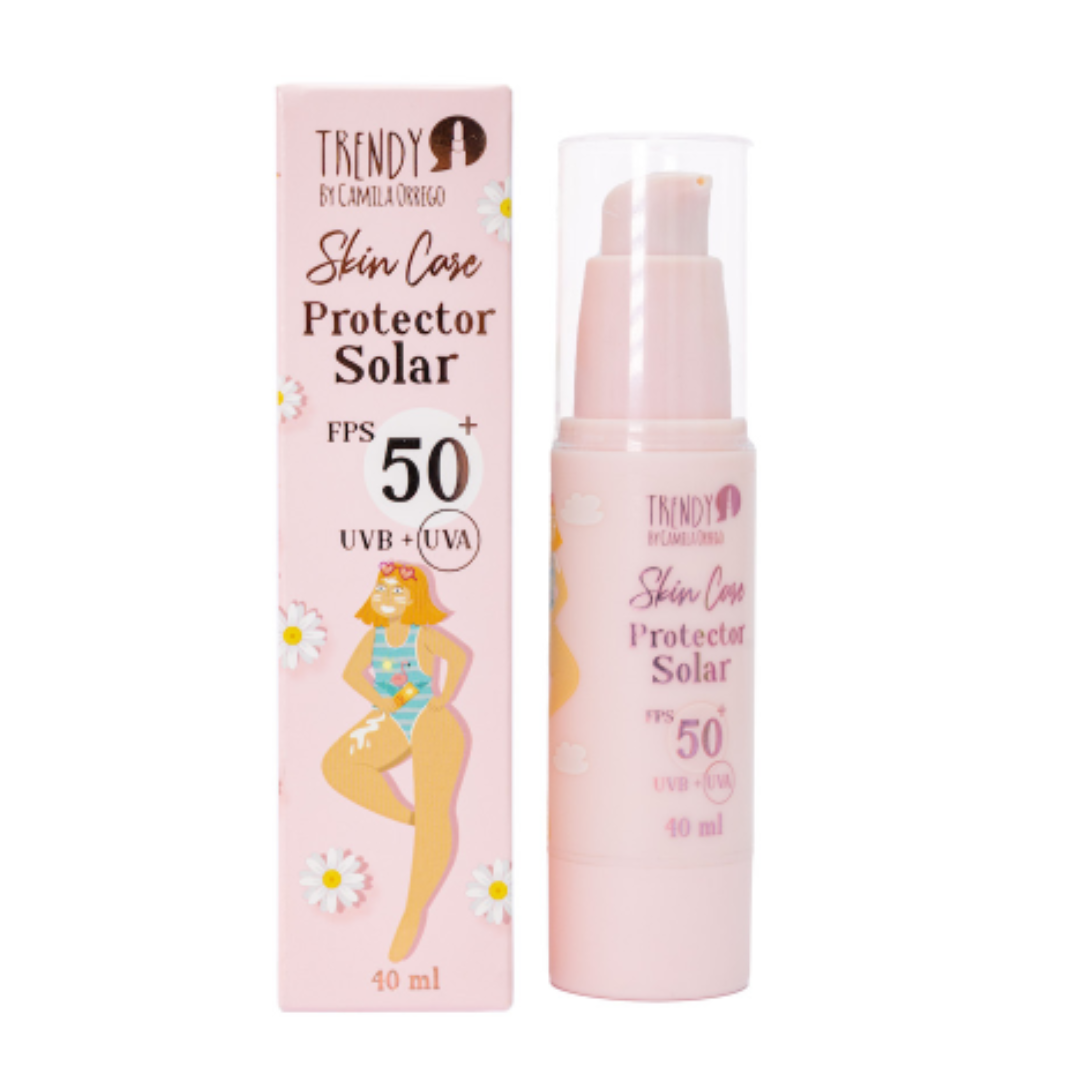 TRENDY
BY CAMILA ORREGO
Skin Care
Protector
Solar
FPS 50+
UVB + UVA
40 ml
TRENDY
BY CAMILA ORREGO
Skin Care
Protector
Solar
FPS 50+
UVB + UVA
40 ml